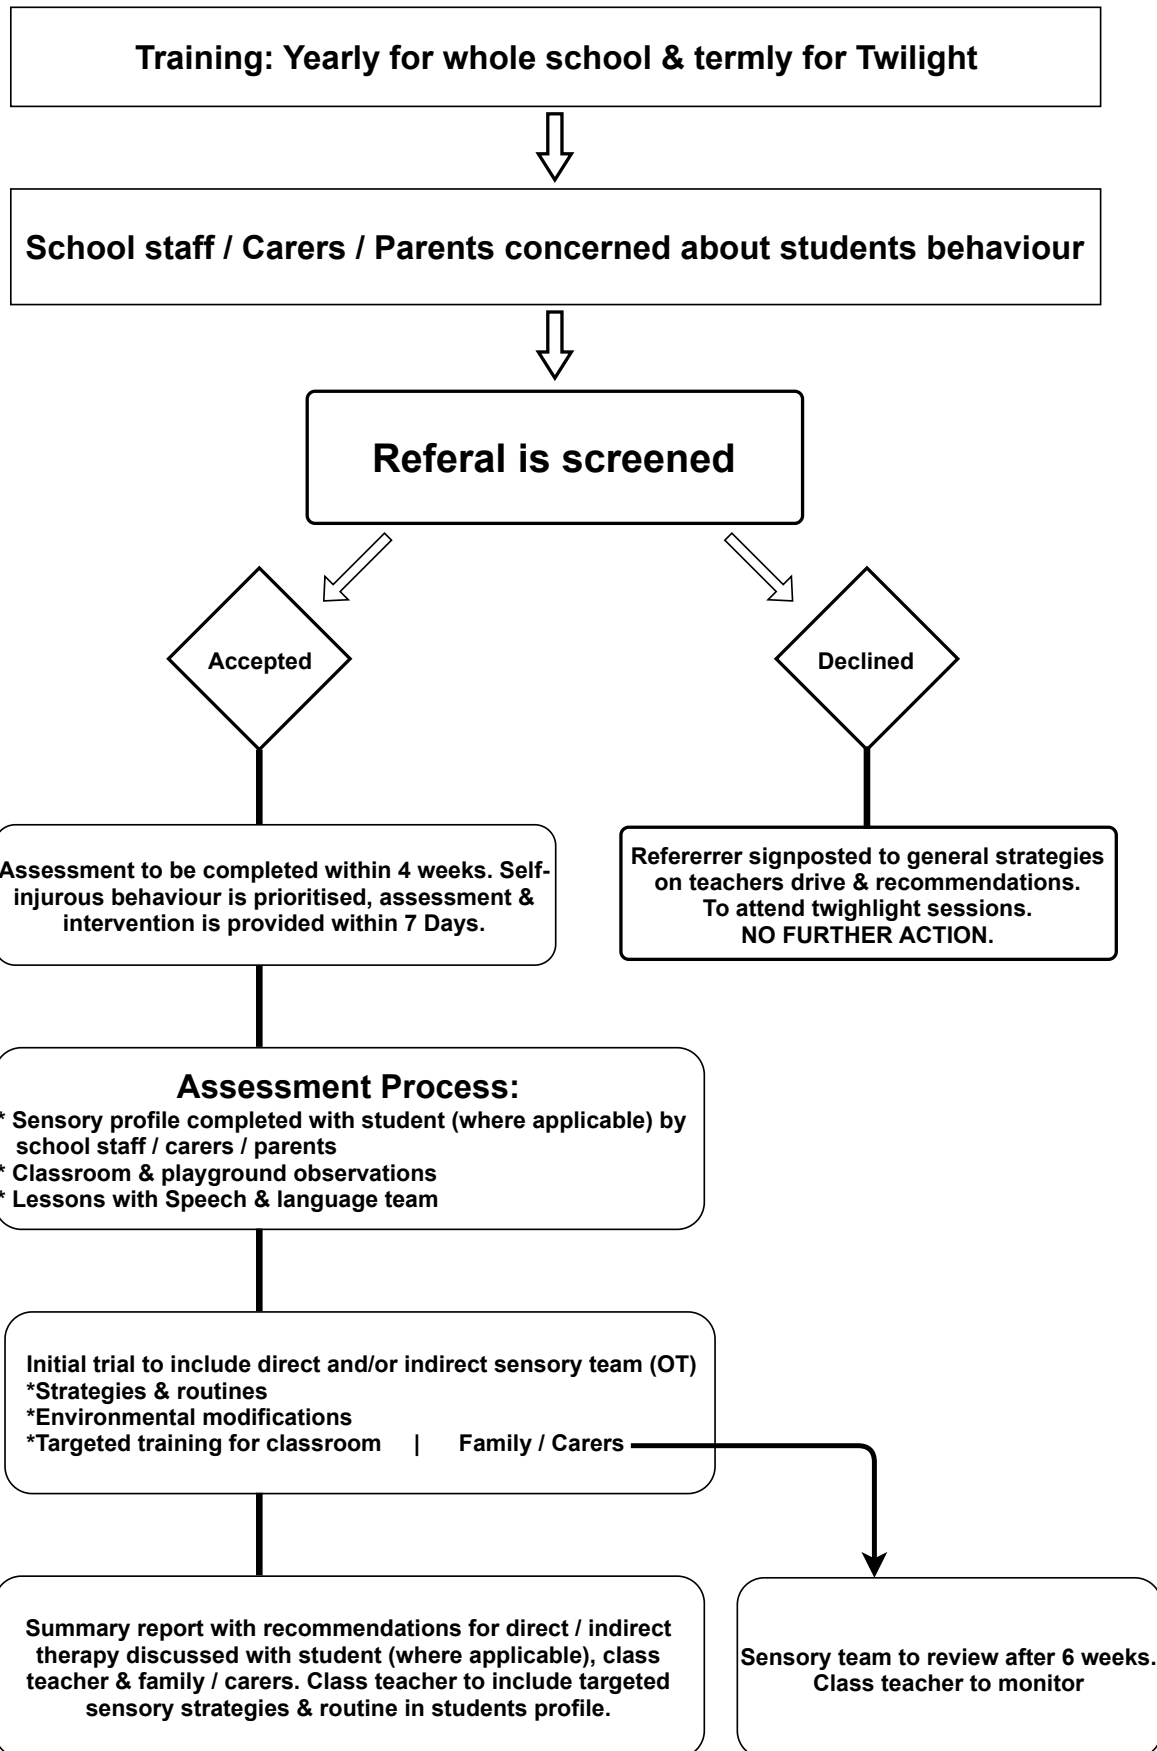 Training: Yearly for whole school & termly for Twilight
School staff / Carers / Parents concerned about students behaviour
Referal is screened
Accepted
Declined
Assessment to be completed within 4 weeks. Self-
injurous behaviour is prioritised, assessment &
intervention is provided within 7 Days.
Refererrer signposted to general strategies
on teachers drive & recommendations.
To attend twighlight sessions.
NO FURTHER ACTION.
Assessment Process:
* Sensory profile completed with student (where applicable) by
school staff / carers / parents
* Classroom & playground observations
* Lessons with Speech & language team
Initial trial to include direct and/or indirect sensory team (OT)
*Strategies & routines
*Environmental modifications
*Targeted training for classroom | Family / Carers
Summary report with recommendations for direct / indirect
therapy discussed with student (where applicable), class
teacher & family / carers. Class teacher to include targeted
sensory strategies & routine in students profile.
Sensory team to review after 6 weeks.
Class teacher to monitor